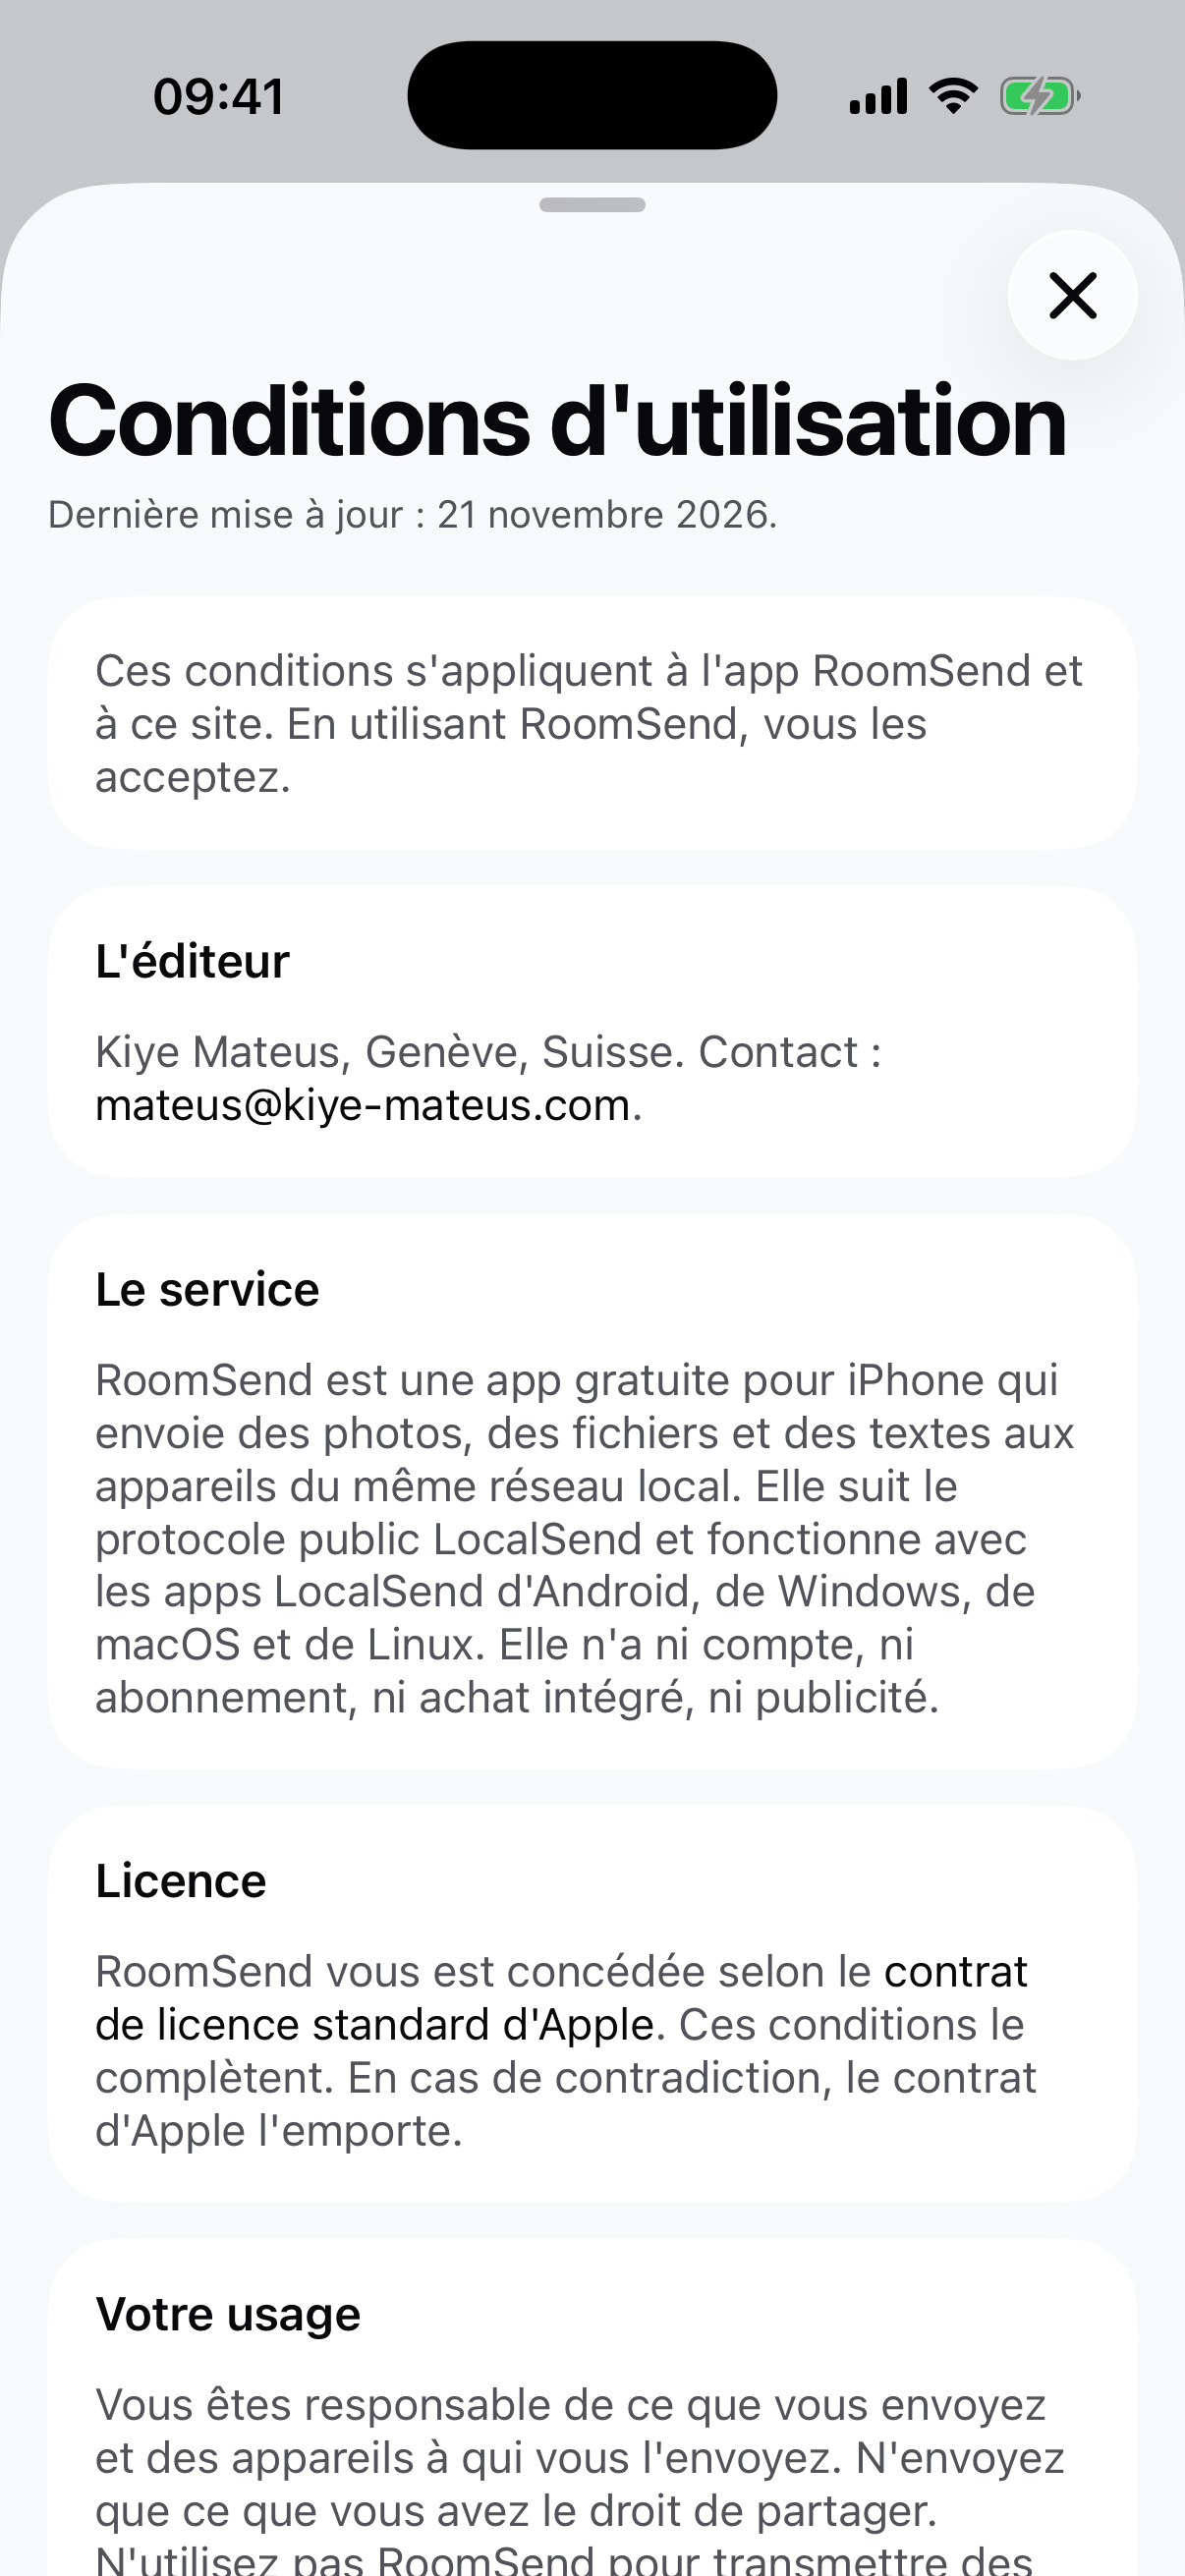 09:41
Conditions d'utilisation
Dernière mise à jour : 21 novembre 2026.
Ces conditions s'appliquent à l'app RoomSend et
à ce site. En utilisant RoomSend, vous les
acceptez.
L'éditeur
Kiye Mateus, Genève, Suisse. Contact :
mateus@kiye-mateus.com.
Le service
RoomSend est une app gratuite pour iPhone qui
envoie des photos, des fichiers et des textes aux
appareils du même réseau local. Elle suit le
protocole public LocalSend et fonctionne avec
les apps LocalSend d'Android, de Windows, de
macOS et de Linux. Elle n'a ni compte, ni
abonnement, ni achat intégré, ni publicité.
Licence
RoomSend vous est concédée selon le contrat
de licence standard d'Apple. Ces conditions le
complètent. En cas de contradiction, le contrat
d'Apple l'emporte.
Votre usage
Vous êtes responsable de ce que vous envoyez
et des appareils à qui vous l'envoyez. N'envoyez
que ce que vous avez le droit de partager.
N'utilisez pas RoomSend pour transmettre des